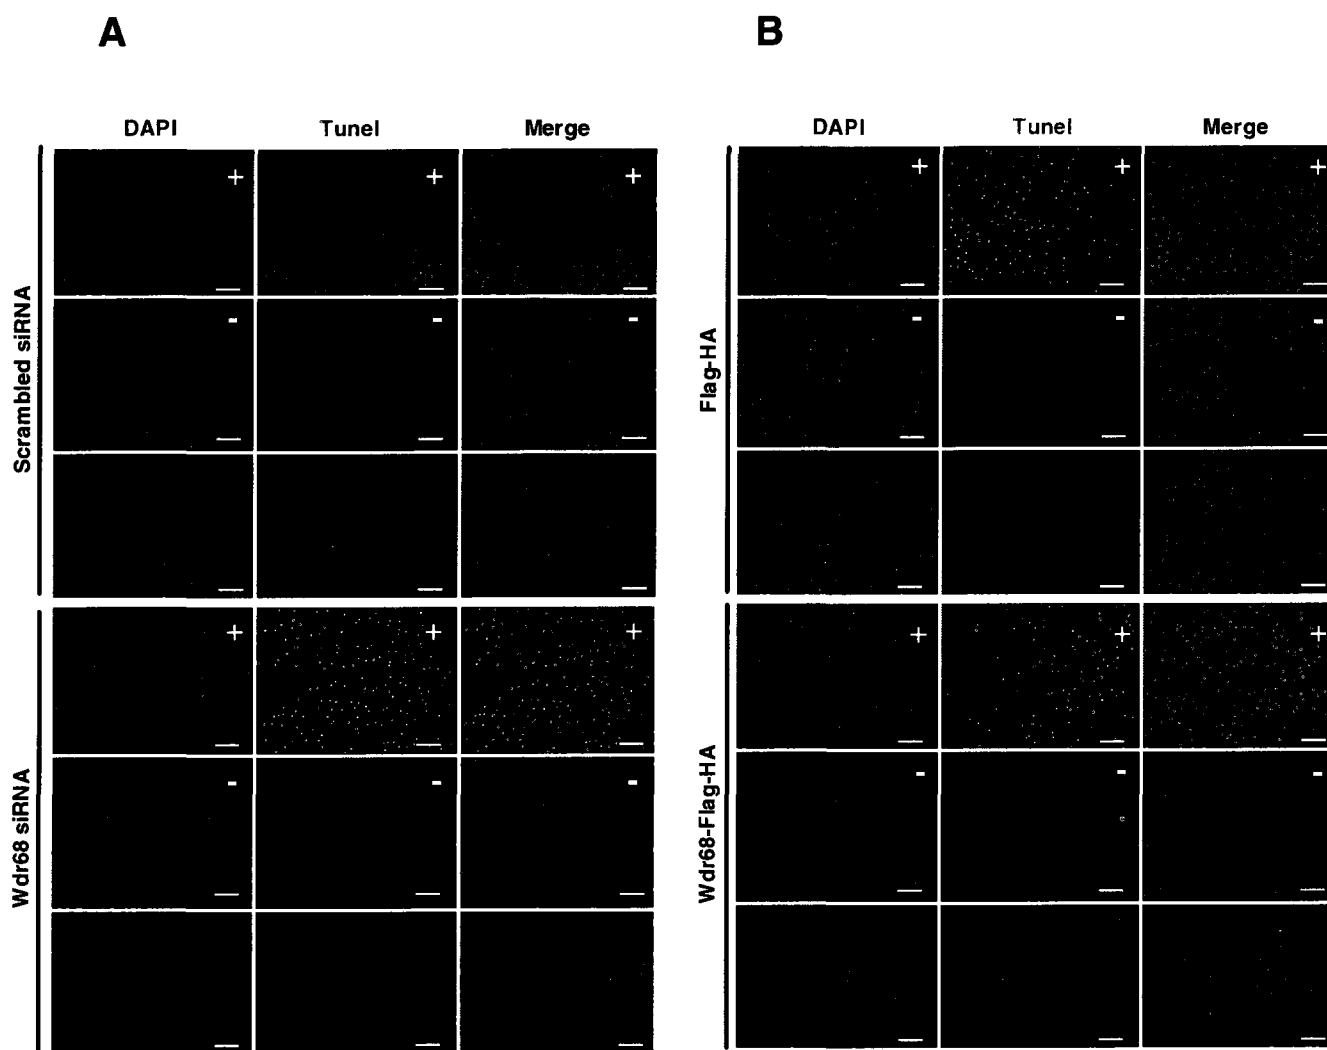 A
B
DAPI Tunel Merge
DAPI Tunel Merge
Scrambled siRNA
+ + +
- - -
Wdr68 siRNA
+ + +
- - -
Flag-HA
+ + +
- - -
Wdr68-Flag-HA
+ + +
- - -